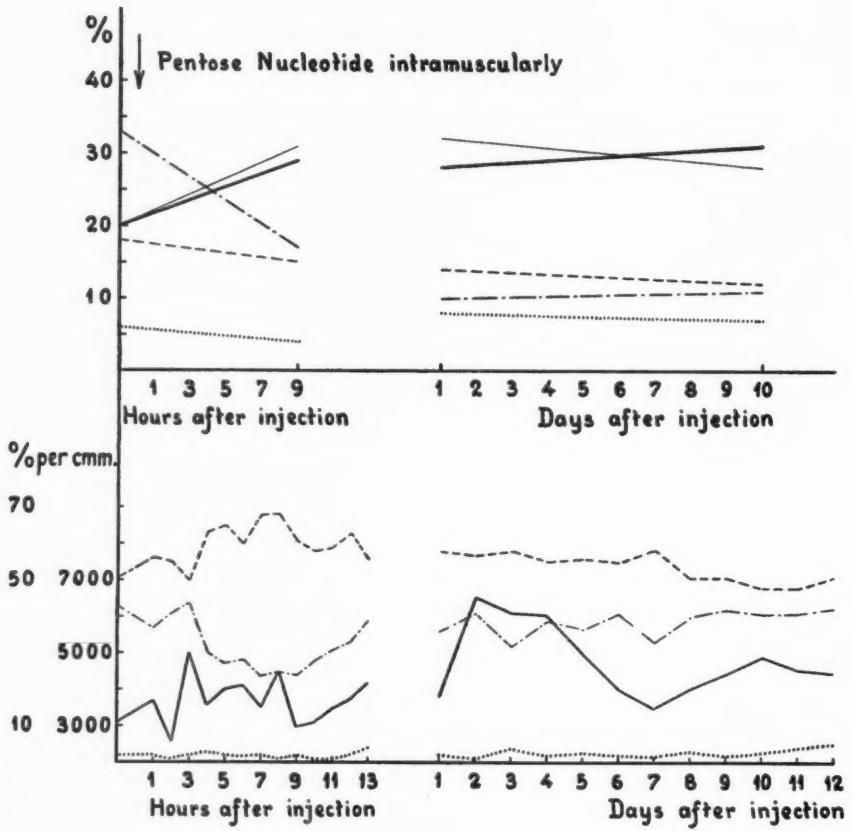 %
Pentose Nucleotide intramuscularly
40
30
20
10
1 3 5 7 9
Hours after injection
1 2 3 4 5 6 7 8 9 10
Days after injection
% per cmm.
70
50 7000
5000
10 3000
1 3 5 7 9 11 13
Hours after injection
1 2 3 4 5 6 7 8 9 10 11 12
Days after injection